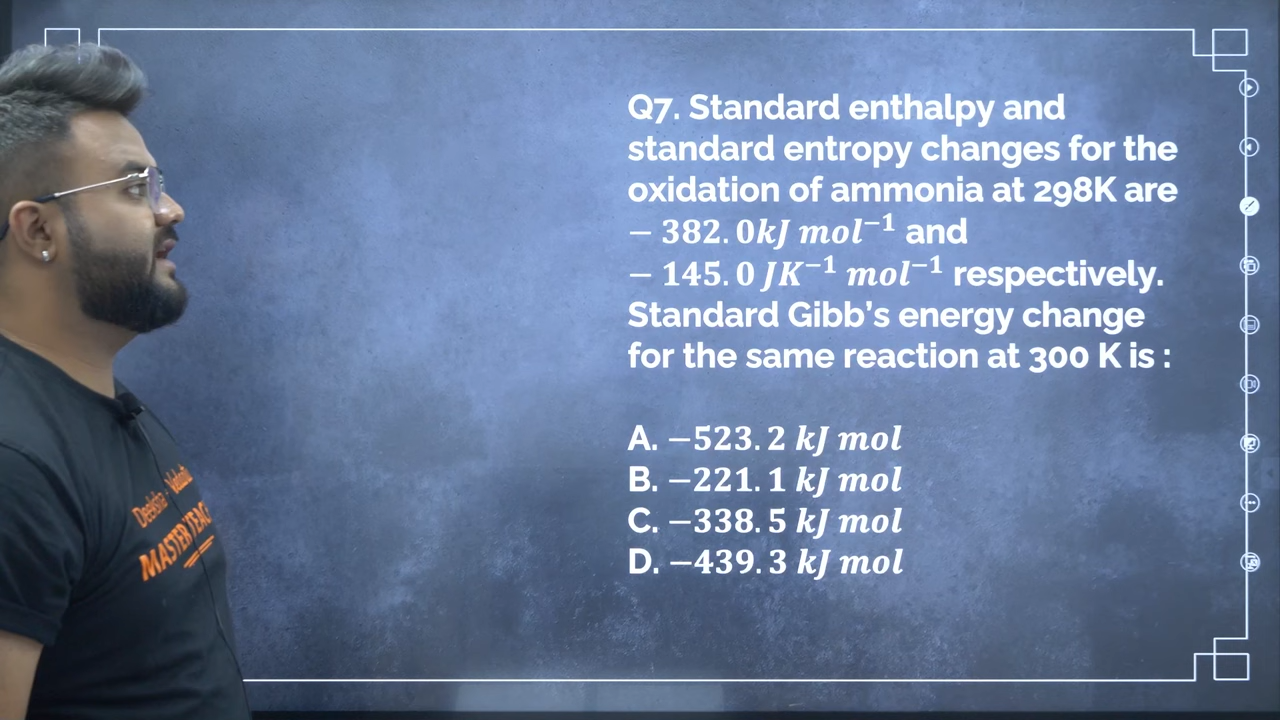 Q7. Standard enthalpy and
standard entropy changes for the
oxidation of ammonia at 298K are
− 382. 0kJ mol⁻¹ and
− 145. 0 JK⁻¹ mol⁻¹ respectively.
Standard Gibb's energy change
for the same reaction at 300 K is :
A. −523. 2 kJ mol
B. −221. 1 kJ mol
C. −338. 5 kJ mol
D. −439. 3 kJ mol
MASTER TEAC